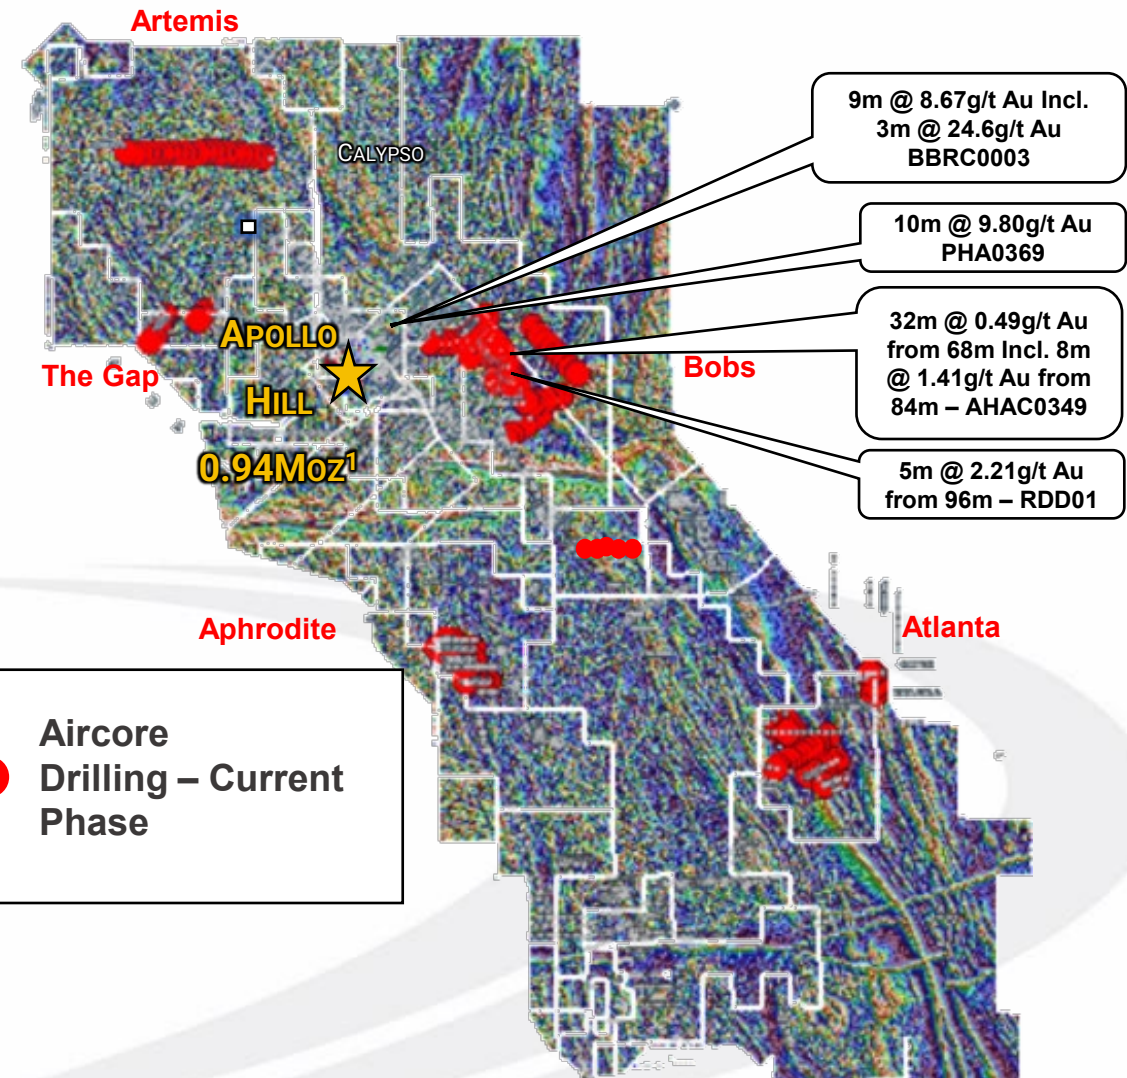 Artemis
9m @ 8.67g/t Au Incl.
3m @ 24.6g/t Au
BBRC0003
CALYPSO
10m @ 9.80g/t Au
PHA0369
APOLLO
HILL
0.94MOZ¹
The Gap
Bobs
32m @ 0.49g/t Au
from 68m Incl. 8m
@ 1.41g/t Au from
84m – AHAC0349
5m @ 2.21g/t Au
from 96m – RDD01
Aphrodite
Atlanta
Aircore
Drilling – Current
Phase